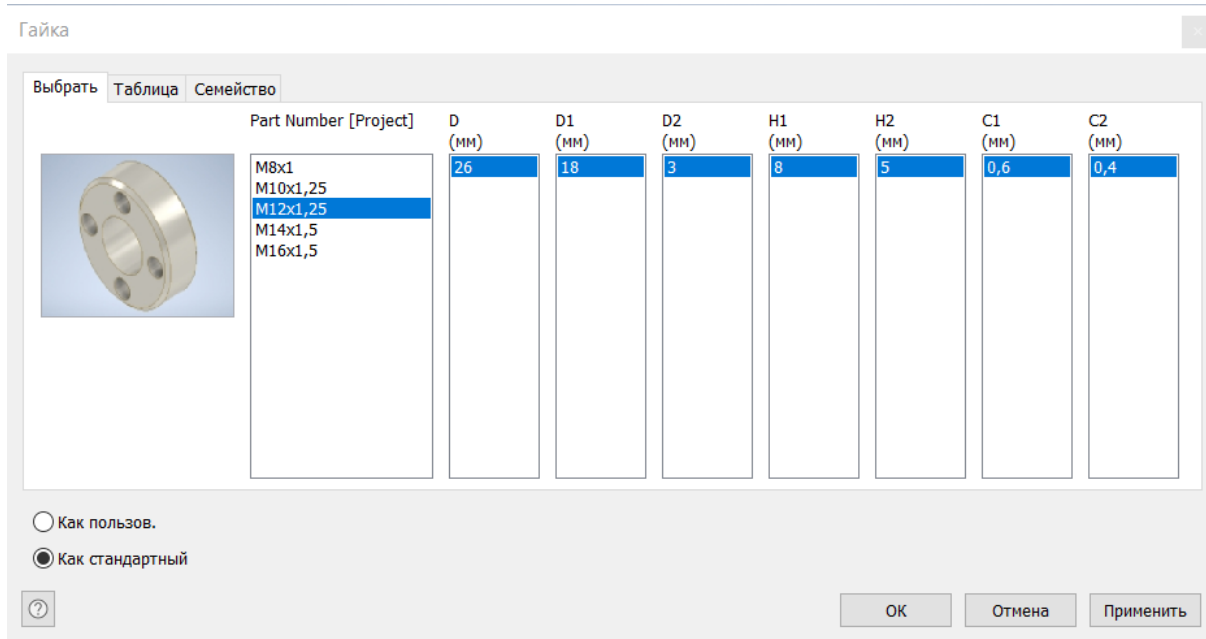 Гайка
Выбрать Таблица Семейство
Part Number [Project] D D1 D2 H1 H2 C1 C2
(мм) (мм) (мм) (мм) (мм) (мм) (мм)
M8x1 26 18 3 8 5 0,6 0,4
M10x1,25
M12x1,25
M14x1,5
M16x1,5
Как пользов.
Как стандартный
? ОК Отмена Применить